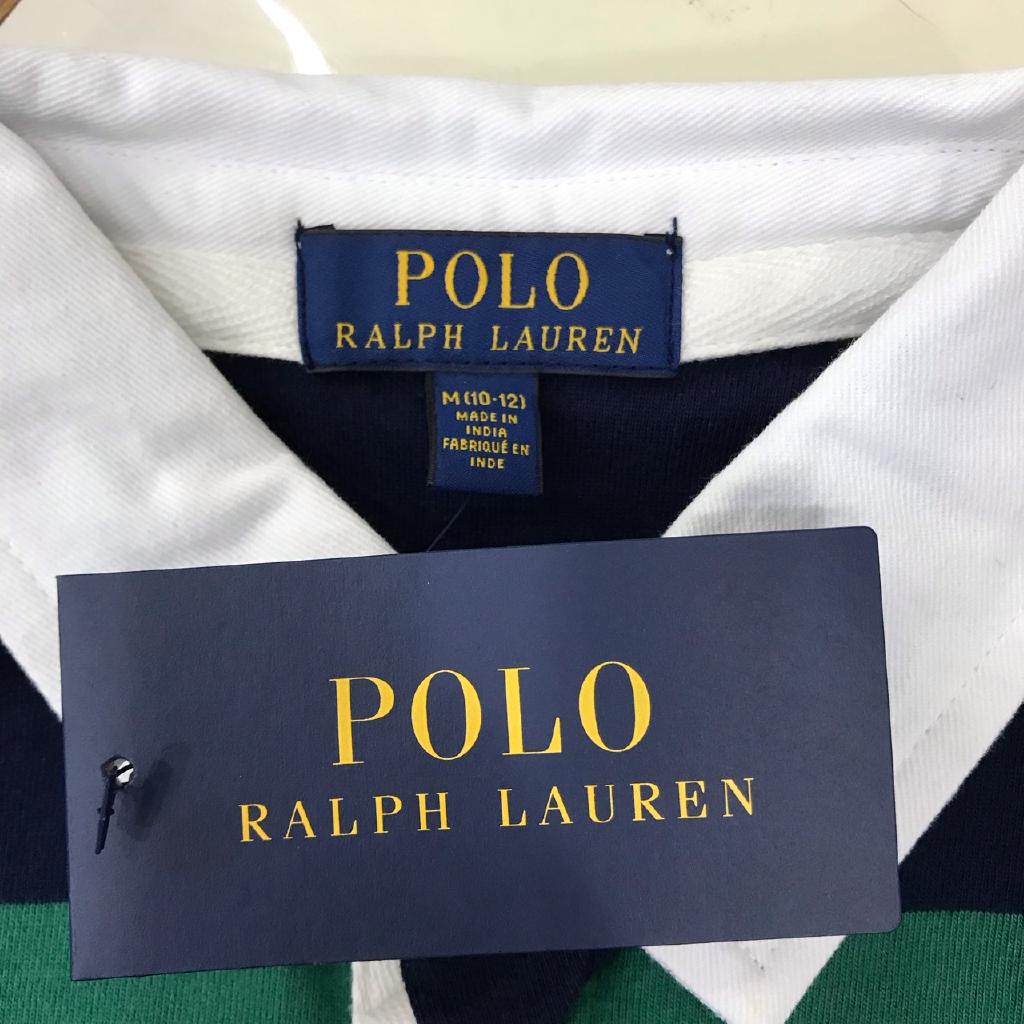 POLO
RALPH LAUREN
M (10-12)
MADE IN
INDIA
FABRIQUÉ EN
INDE
POLO
RALPH LAUREN